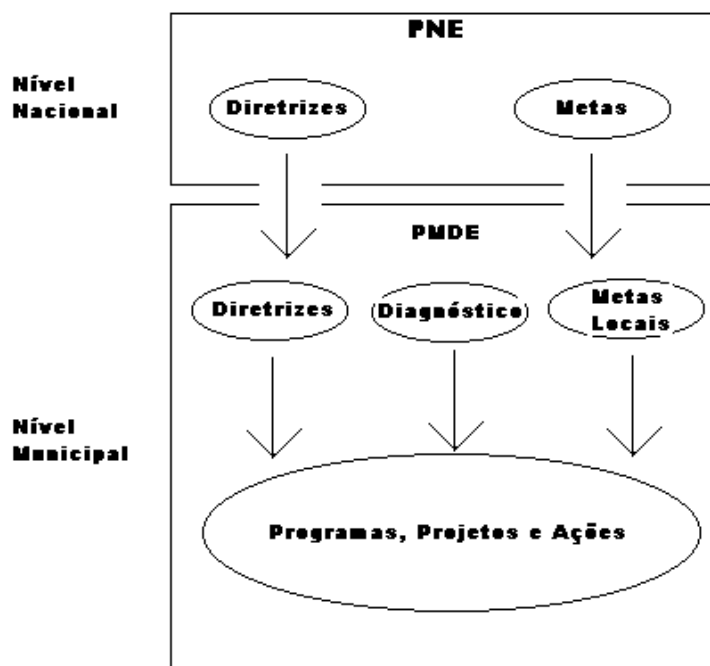 PNE
Nível
Nacional
Diretrizes
Metas
PMDE
Diretrizes
Diagnóstico
Metas
Locais
Nível
Municipal
Programas, Projetos e Ações